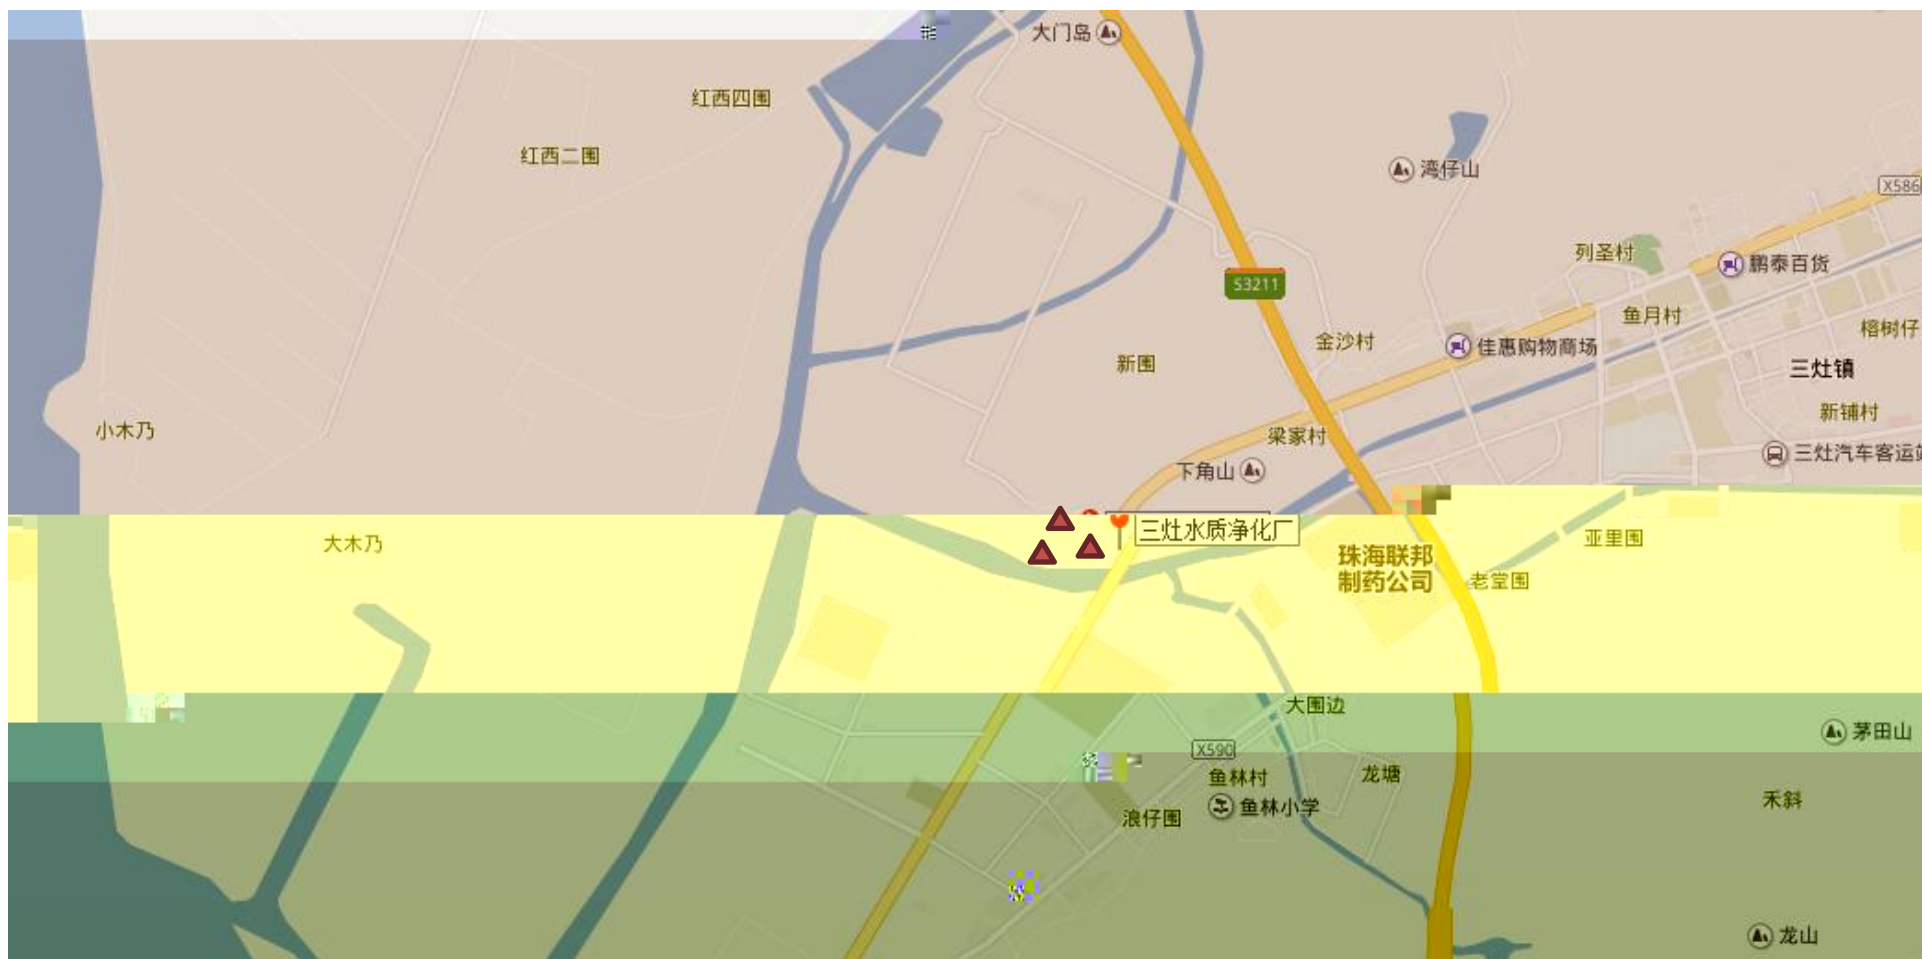 大门岛
红西四围
红西二围
湾仔山
X586
列圣村
鹏泰百货
S3211
鱼月村
榕树仔
金沙村
佳惠购物商场
新围
三灶镇
新铺村
小木乃
梁家村
三灶汽车客运站
下角山
三灶水质净化厂
大木乃
亚里围
珠海联邦
制药公司
老堂围
大围边
茅田山
X590
鱼林村
龙塘
禾斜
鱼林小学
浪仔围
龙山